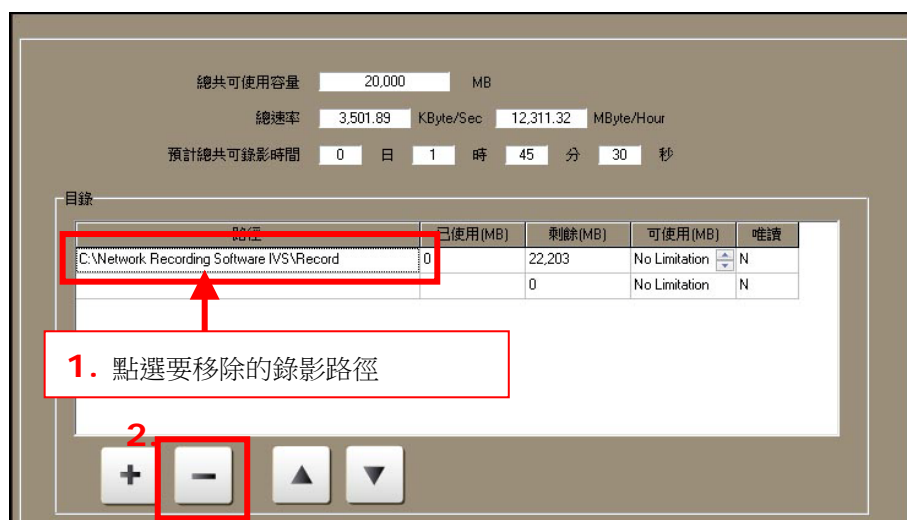 總共可使用容量 20,000 MB
總速率 3,501.89 KByte/Sec 12,311.32 MByte/Hour
預計總共可錄影時間 0 日 1 時 45 分 30 秒
目錄
路徑 已使用(MB) 剩餘(MB) 可使用(MB) 唯讀
C:\Network Recording Software IVS\Record 0 22,203 No Limitation N
0 No Limitation N
1. 點選要移除的錄影路徑
2.